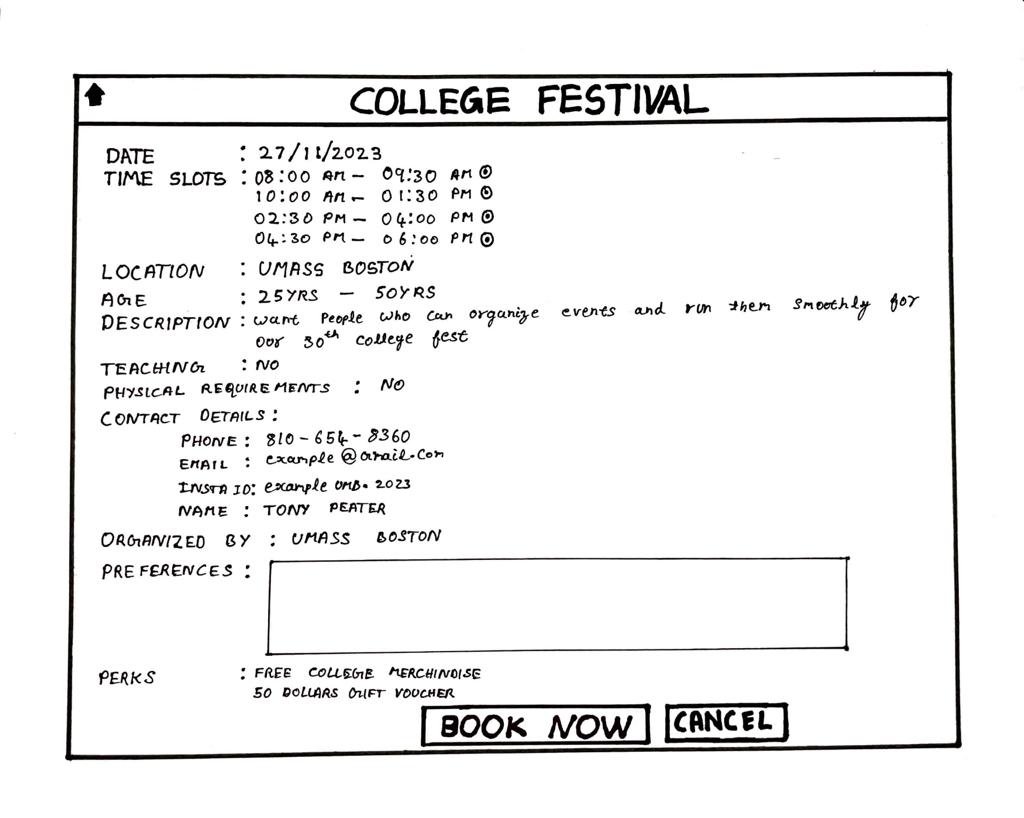 COLLEGE FESTIVAL
DATE : 27/11/2023
TIME SLOTS : 08:00 AM - 09:30 AM
10:00 AM - 01:30 PM
02:30 PM - 04:00 PM
04:30 PM - 06:00 PM
LOCATION : UMASS BOSTON
AGE : 25YRS - 50YRS
DESCRIPTION : want people who can organize events and run them smoothly for
our 30th college fest
TEACHING : NO
PHYSICAL REQUIREMENTS : NO
CONTACT DETAILS :
PHONE : 810-654-8360
EMAIL : example@gmail.com
INSTA ID: example UMB. 2023
NAME : TONY PEATER
ORGANIZED BY : UMASS BOSTON
PREFERENCES :
PERKS : FREE COLLEGE MERCHINDISE
50 DOLLARS GIFT VOUCHER
BOOK NOW CANCEL